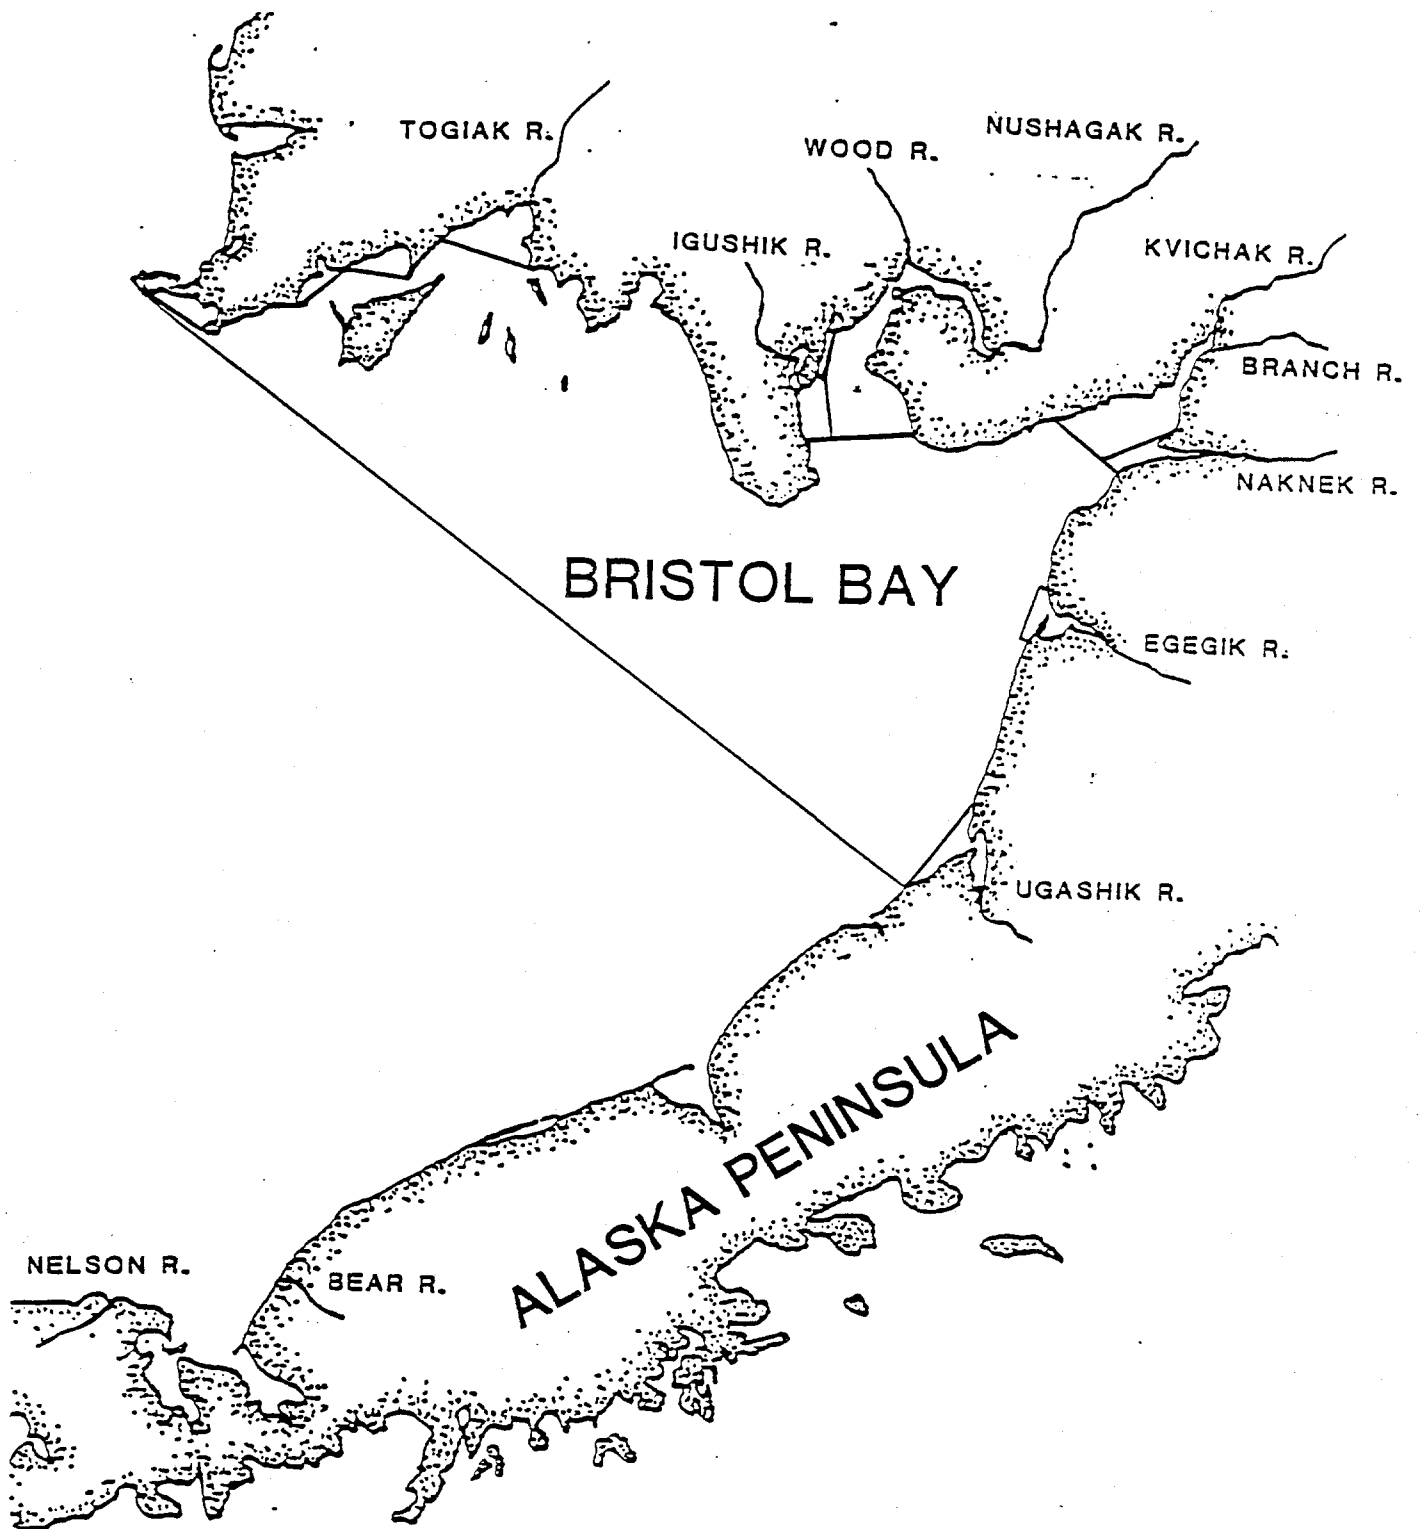 TOGIAK R.
WOOD R.
NUSHAGAK R.
IGUSHIK R.
KVICHAK R.
BRANCH R.
NAKNEK R.
BRISTOL BAY
EGEGIK R.
UGASHIK R.
ALASKA PENINSULA
NELSON R.
BEAR R.